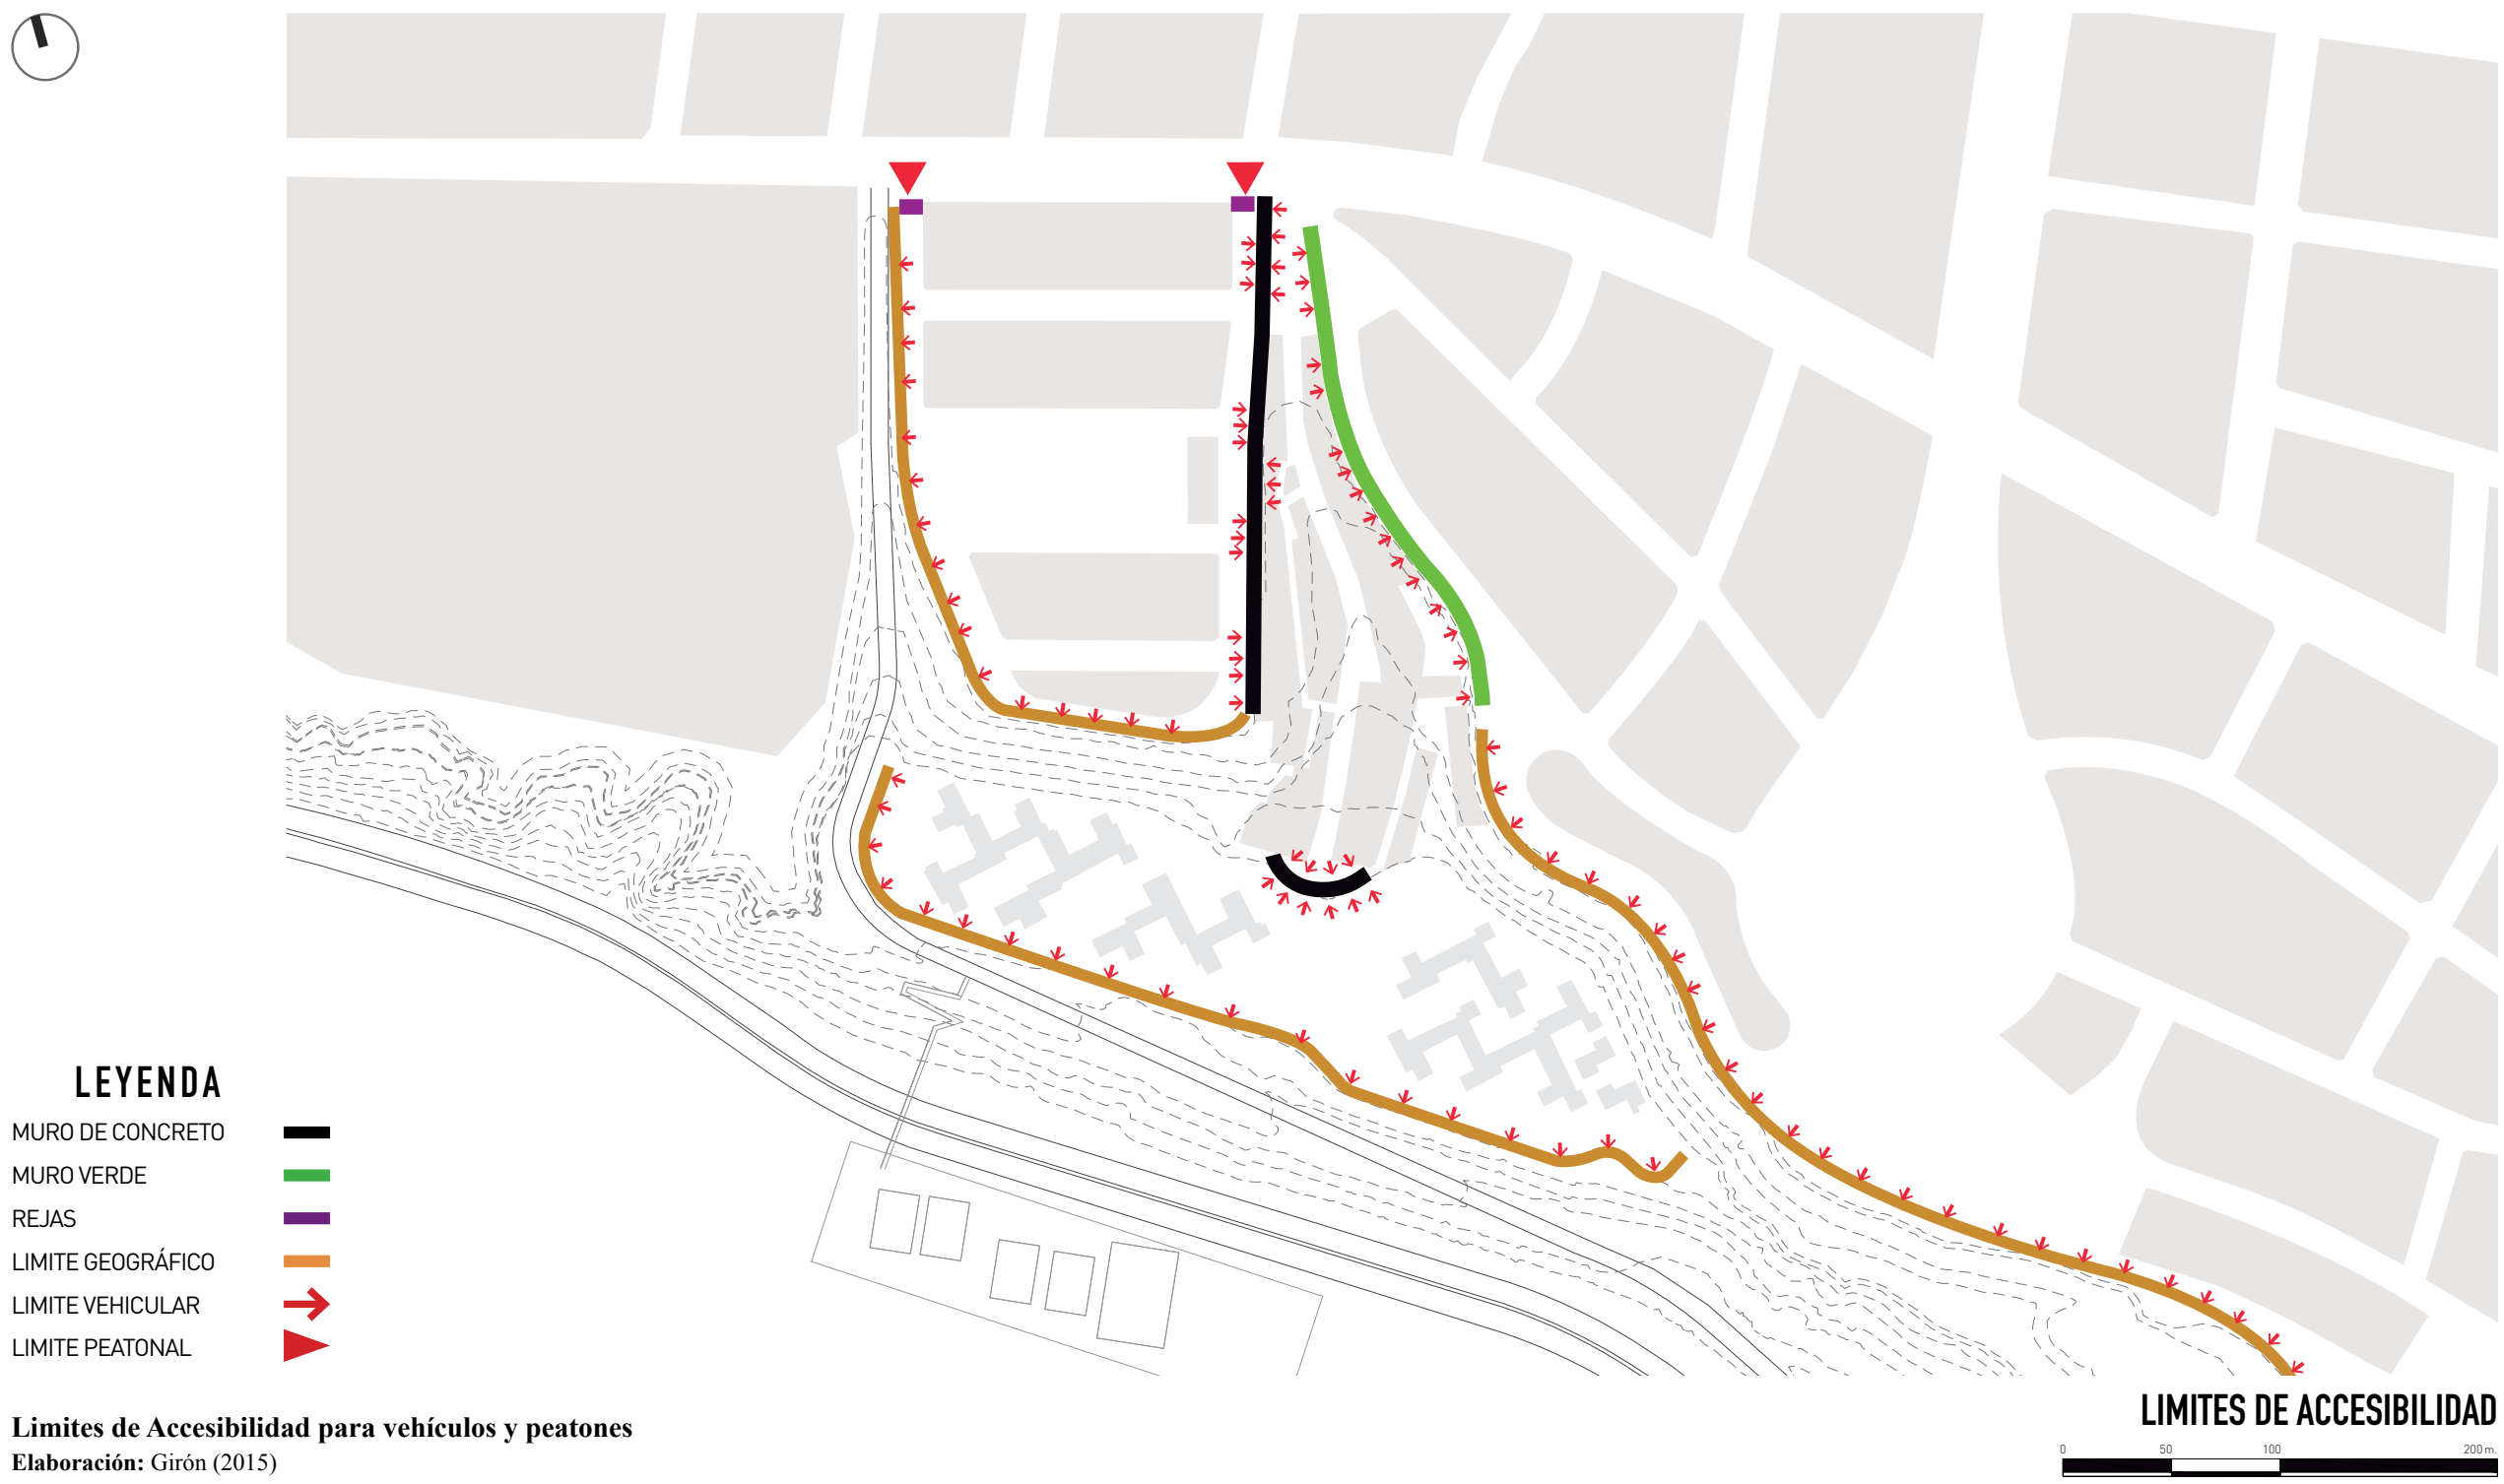 LEYENDA
MURO DE CONCRETO
MURO VERDE
REJAS
LIMITE GEOGRÁFICO
LIMITE VEHICULAR
LIMITE PEATONAL
Limites de Accesibilidad para vehículos y peatones
Elaboración: Girón (2015)
LIMITES DE ACCESIBILIDAD
0 50 100 200 m.